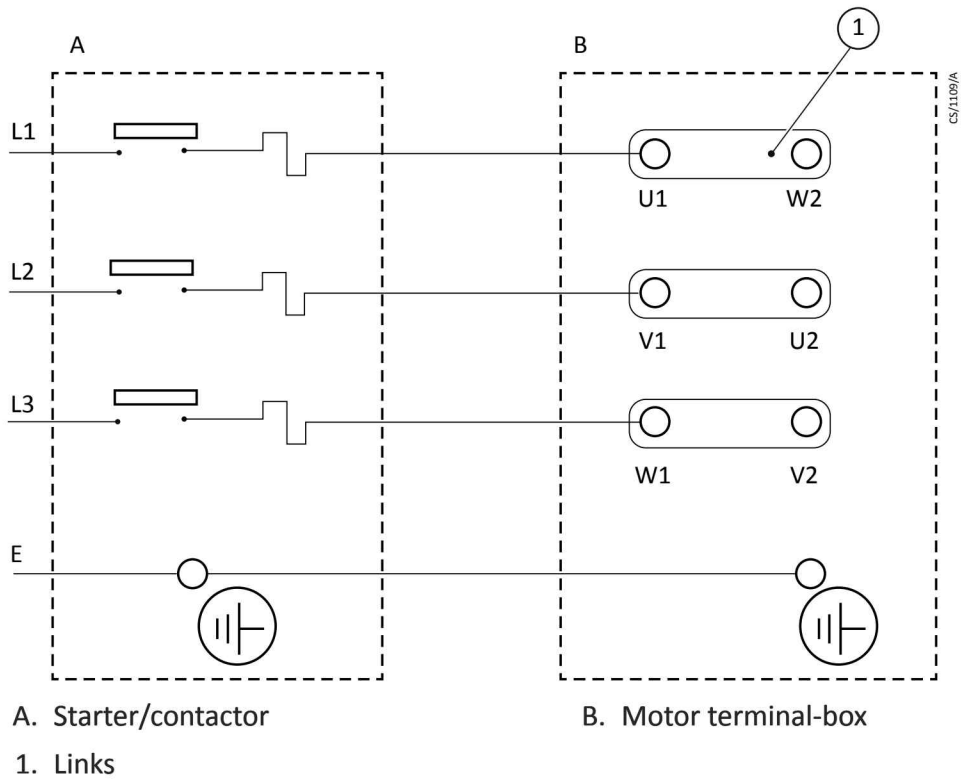 A
B
1
CS/1109/A
L1
U1
W2
L2
V1
U2
L3
W1
V2
E
A. Starter/contactor
B. Motor terminal-box
1. Links